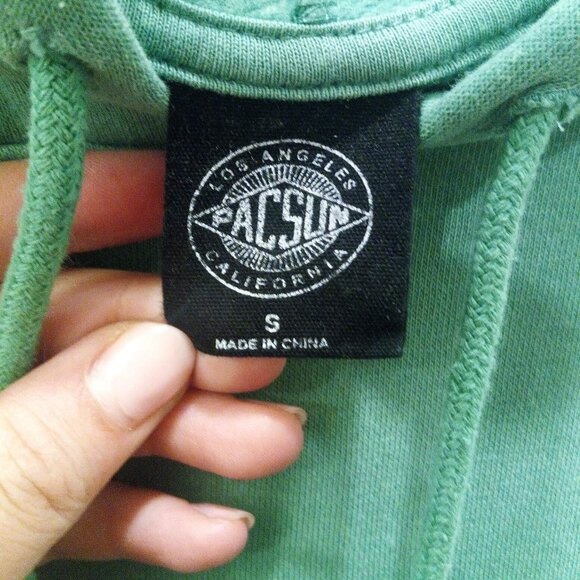 LOS ANGELES
PACSUN
CALIFORNIA
S
MADE IN CHINA